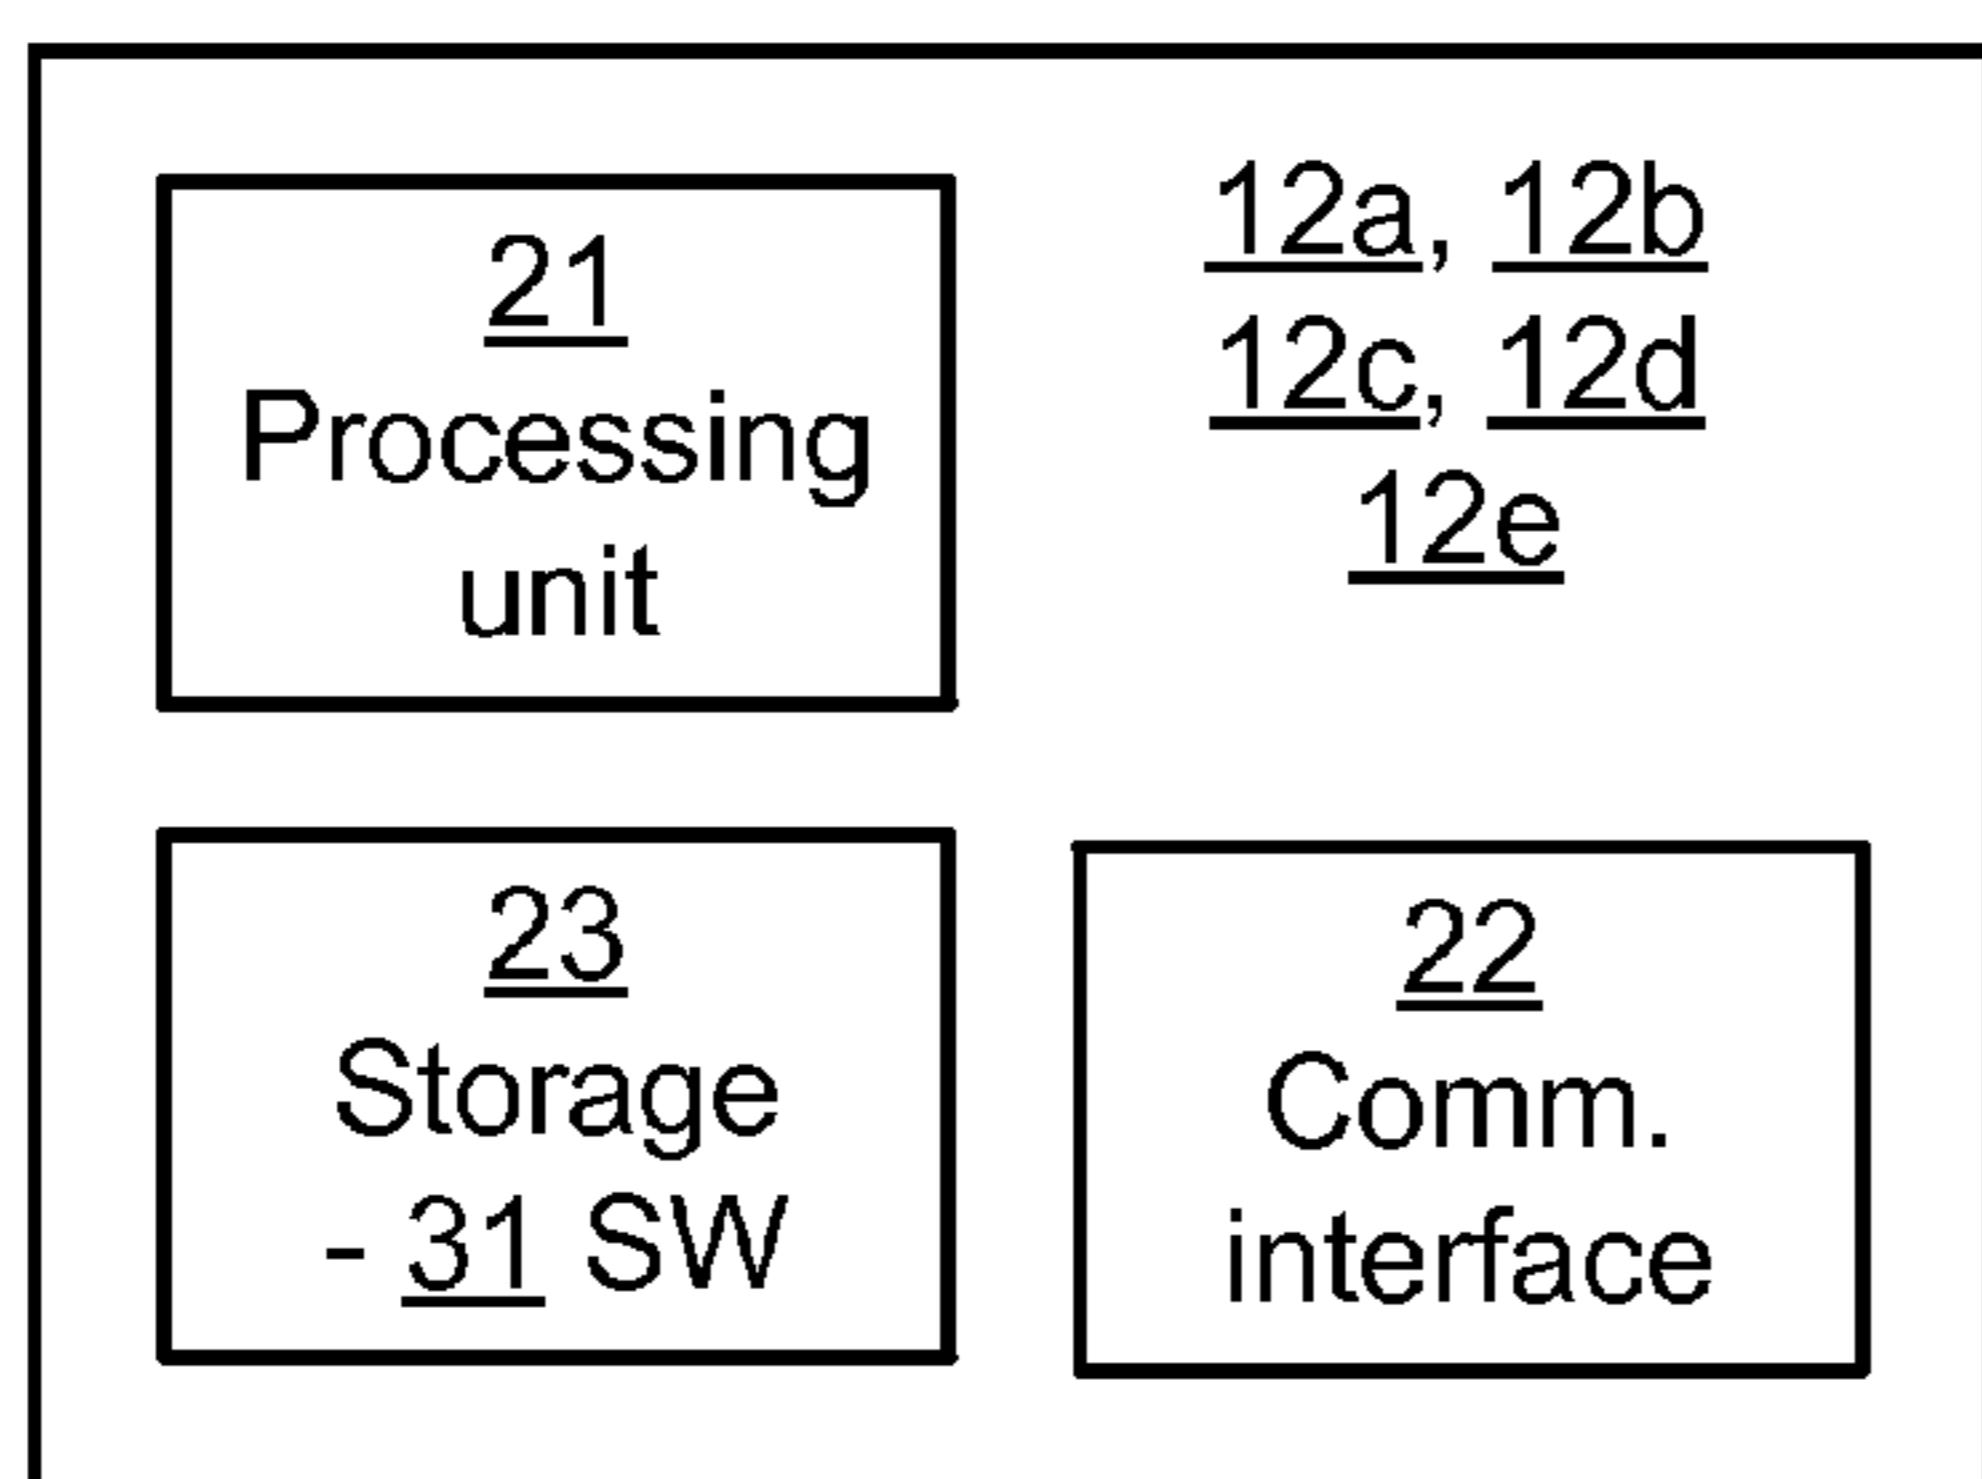 21
Processing
unit
12a, 12b
12c, 12d
12e
23
Storage
- 31 SW
22
Comm.
interface